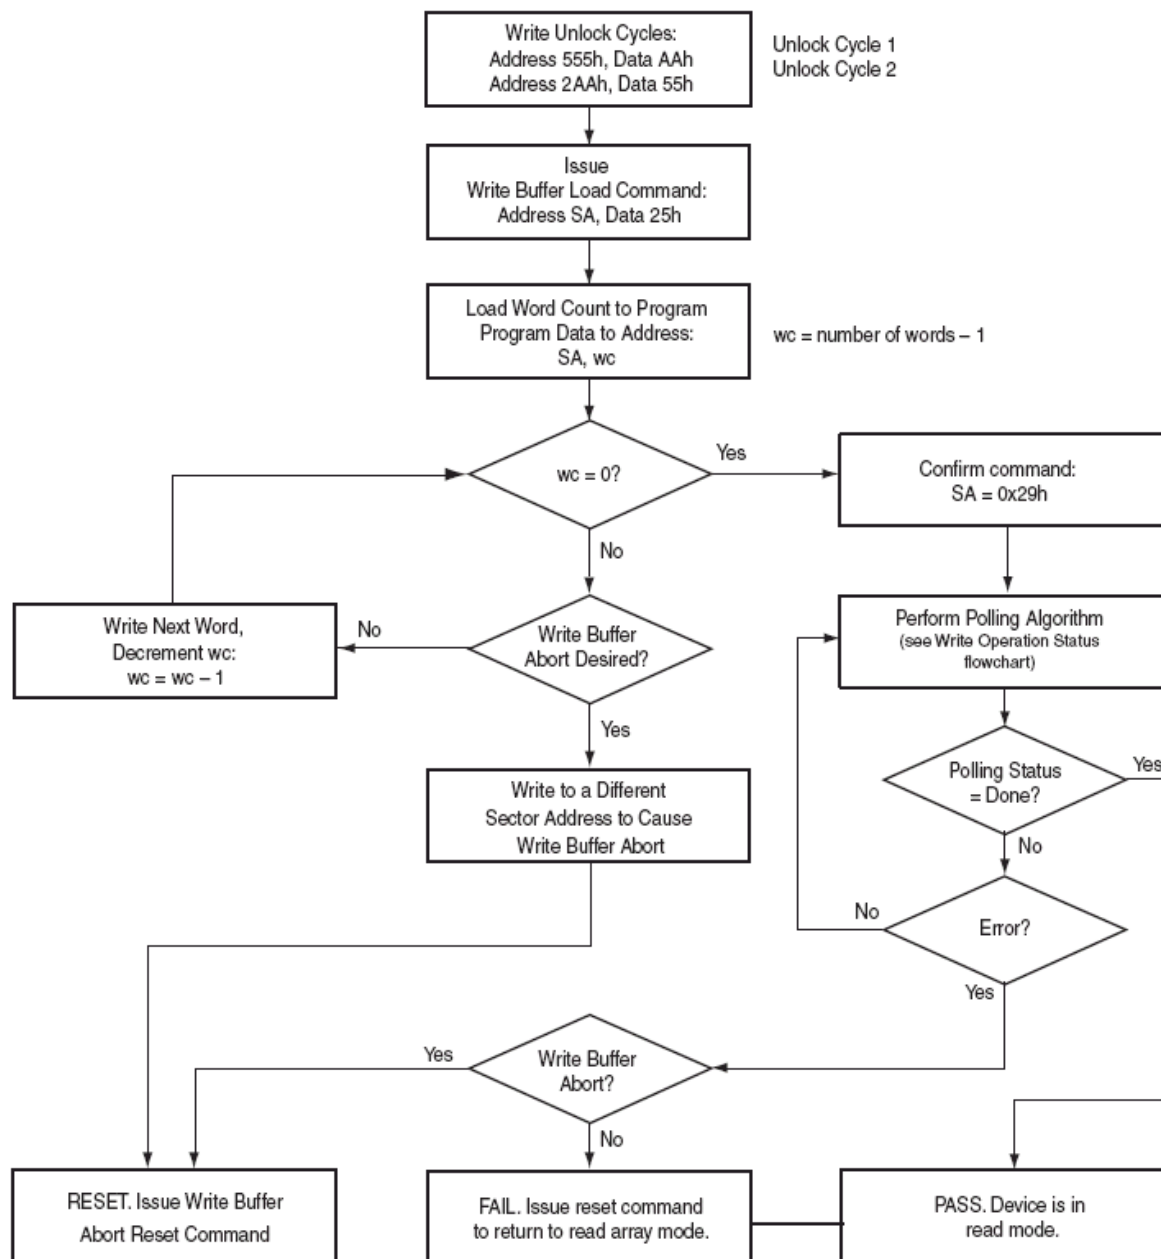 Write Unlock Cycles:
Address 555h, Data AAh
Address 2AAh, Data 55h
Unlock Cycle 1
Unlock Cycle 2
Issue
Write Buffer Load Command:
Address SA, Data 25h
Load Word Count to Program
Program Data to Address:
SA, wc
wc = number of words – 1
wc = 0?
Yes
Confirm command:
SA = 0x29h
No
Write Next Word,
Decrement wc:
wc = wc – 1
No
Write Buffer
Abort Desired?
Perform Polling Algorithm
(see Write Operation Status
flowchart)
Yes
Write to a Different
Sector Address to Cause
Write Buffer Abort
Polling Status
= Done?
Yes
No
Error?
No
Yes
Yes
Write Buffer
Abort?
No
RESET. Issue Write Buffer
Abort Reset Command
FAIL. Issue reset command
to return to read array mode.
PASS. Device is in
read mode.